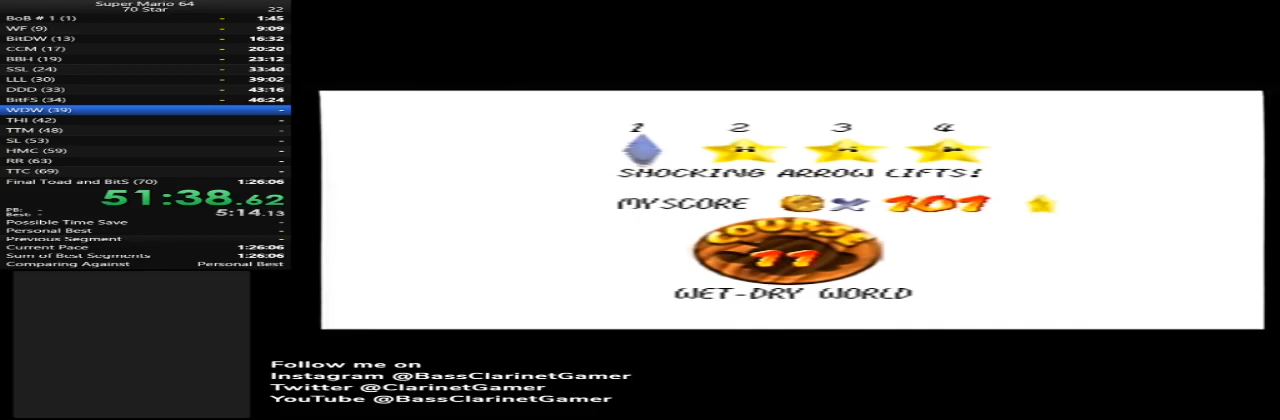 Super Mario 64
70 Star 22
BoB # 1 (1) - 1:45
WF (9) - 9:09
BitDW (13) - 16:32
CCM (17) - 20:20
BBH (19) - 23:12
SSL (24) - 33:40
LLL (30) - 39:02
DDD (33) - 43:16
BitFS (34) - 46:24
WDW (39) -
THI (42) -
TTM (48) -
SL (53) -
HMC (59) -
RR (63) -
TTC (69) -
Final Toad and BitS (70) 1:26:06
51:38.62
PB: -
Best: - 5:14.13
Possible Time Save -
Personal Best -
Previous Segment -
Current Pace 1:26:06
Sum of Best Segments 1:26:06
Comparing Against Personal Best
1 2 3 4
SHOCKING ARROW LIFTS!
MY SCORE × 101
COURSE
11
WET-DRY WORLD
Follow me on
Instagram @BassClarinetGamer
Twitter @ClarinetGamer
YouTube @BassClarinetGamer